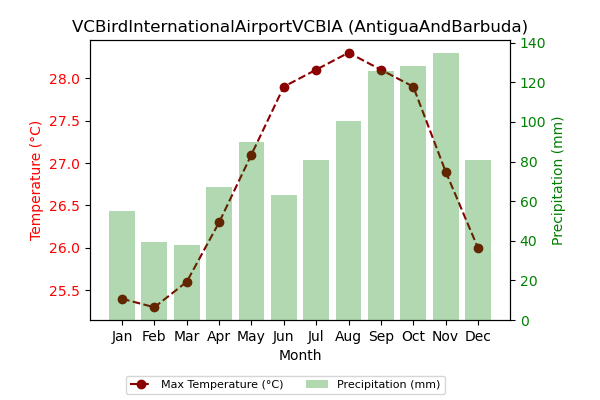 VCBirdInternationalAirportVCBIA (AntiguaAndBarbuda)
Temperature (°C)
28.0
27.5
27.0
26.5
26.0
25.5
Precipitation (mm)
140
120
100
80
60
40
20
0
Jan Feb Mar Apr May Jun Jul Aug Sep Oct Nov Dec
Month
Max Temperature (°C) Precipitation (mm)